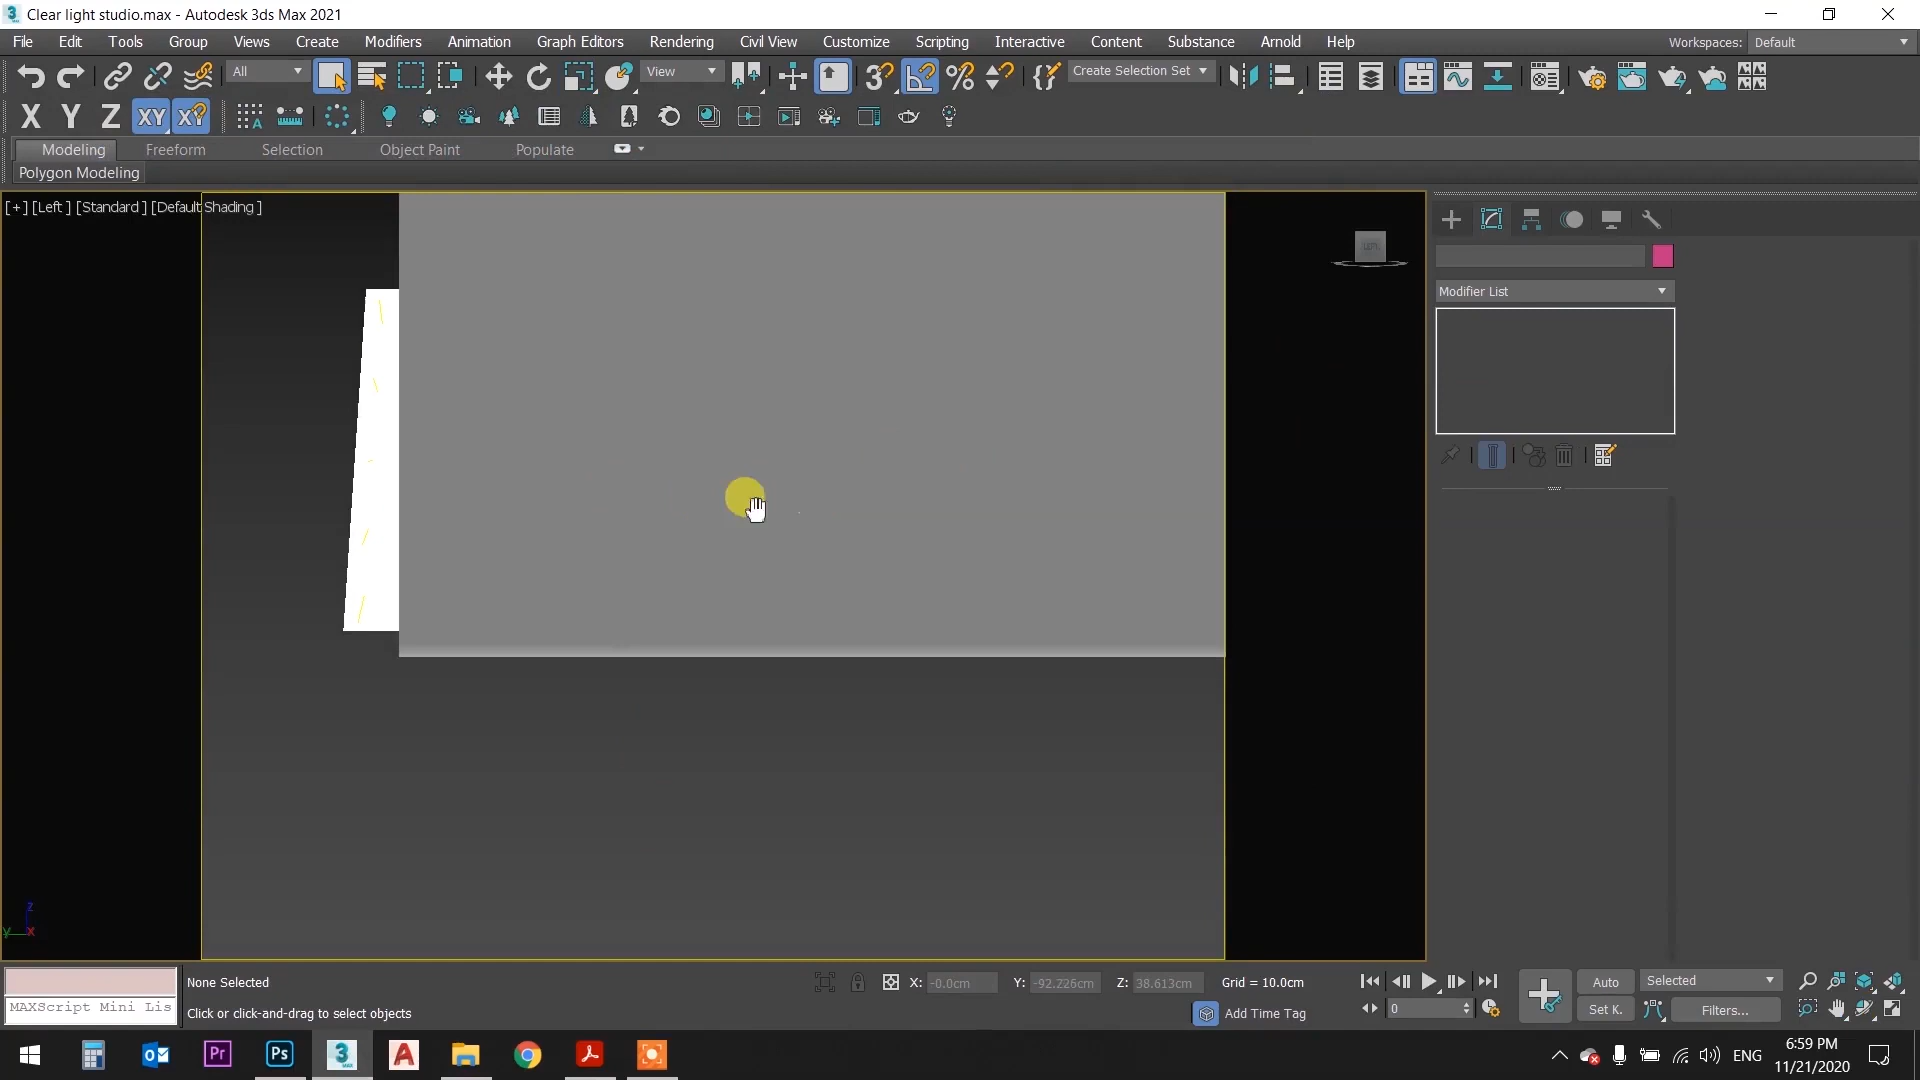 Clear light studio.max - Autodesk 3ds Max 2021
File Edit Tools Group Views Create Modifiers Animation Graph Editors Rendering Civil View Customize Scripting Interactive Content Substance Arnold Help Workspaces: Default
All View Create Selection Set
X Y Z XY XY
Modeling Freeform Selection Object Paint Populate
Polygon Modeling
[+] [Left ] [Standard ] [Default Shading ]
Modifier List
z
y x
None Selected X: -0.0cm Y: -92.726cm Z: 38.613cm Grid = 10.0cm Auto Selected
MAXScript Mini Lis Click or click-and-drag to select objects Add Time Tag 0 Set K. Filters...
ENG 6:59 PM
11/21/2020